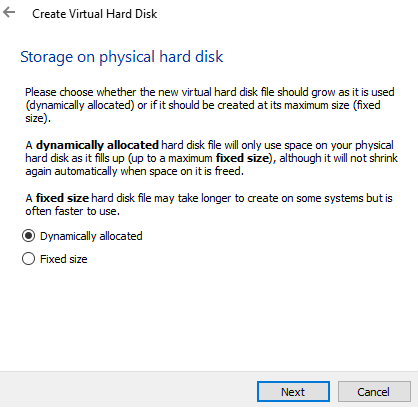 Create Virtual Hard Disk
Storage on physical hard disk
Please choose whether the new virtual hard disk file should grow as it is used
(dynamically allocated) or if it should be created at its maximum size (fixed
size).
A dynamically allocated hard disk file will only use space on your physical
hard disk as it fills up (up to a maximum fixed size), although it will not shrink
again automatically when space on it is freed.
A fixed size hard disk file may take longer to create on some systems but is
often faster to use.
Dynamically allocated
Fixed size
Next
Cancel